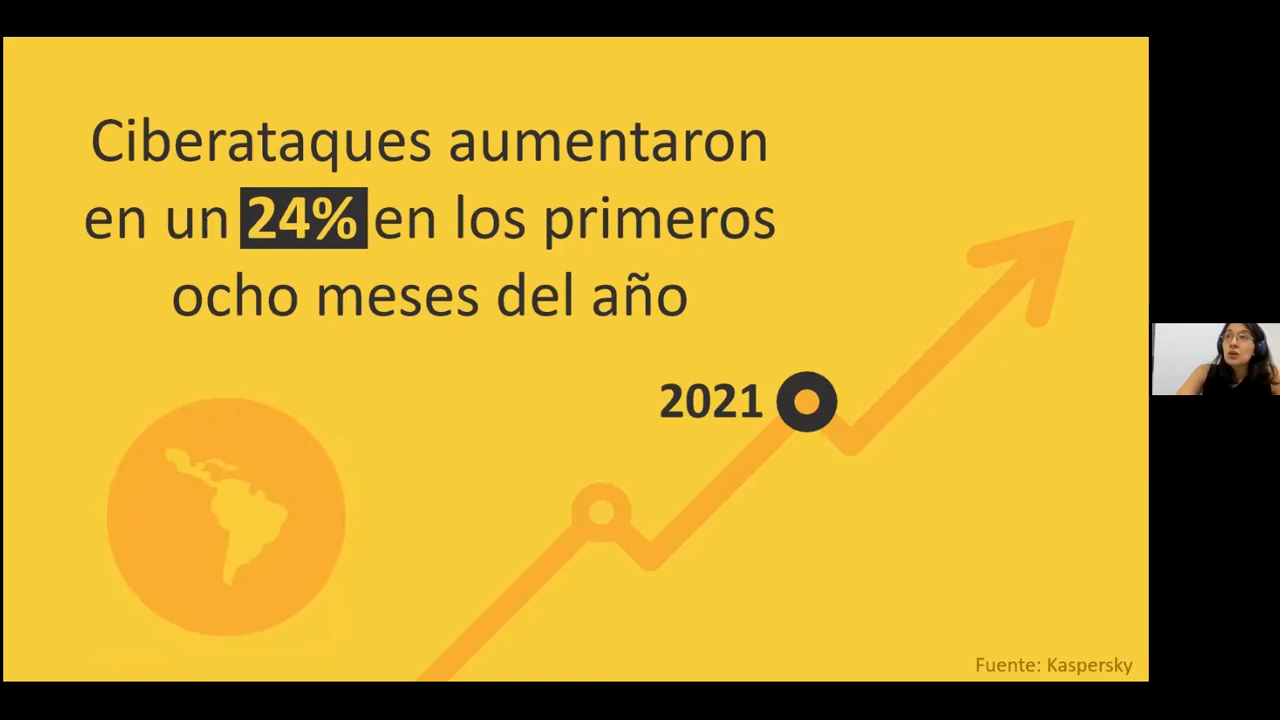 Ciberataques aumentaron
en un 24% en los primeros
ocho meses del año
2021
Fuente: Kaspersky